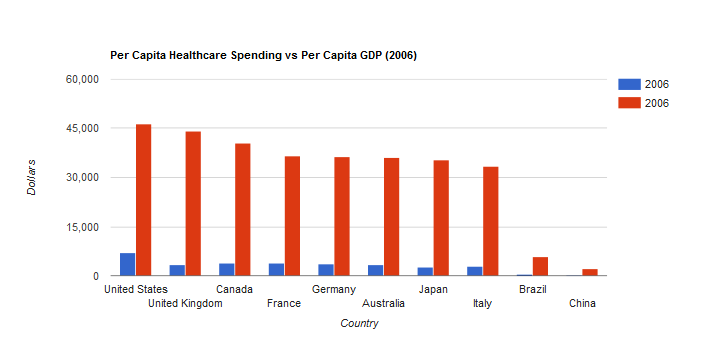 Per Capita Healthcare Spending vs Per Capita GDP (2006)
60,000
45,000
30,000
15,000
0
Dollars
2006
2006
United States
United Kingdom
Canada
France
Germany
Australia
Japan
Italy
Brazil
China
Country